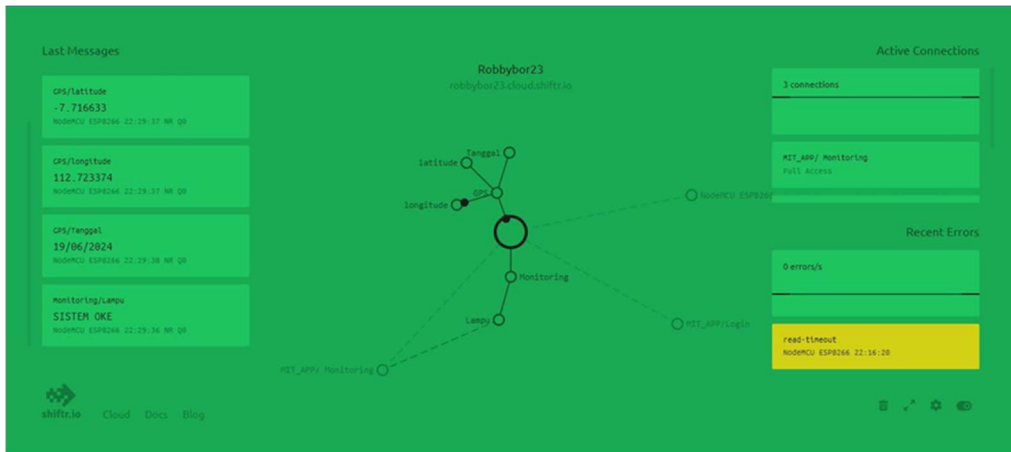 Last Messages
GPS/latitude
-7.716633
NodeMCU ESP8266 22:29:37 NR Q0
GPS/longitude
112.723374
NodeMCU ESP8266 22:29:37 NR Q0
GPS/Tanggal
19/06/2024
NodeMCU ESP8266 22:29:38 NR Q0
Monitoring/Lampu
SISTEM OKE
NodeMCU ESP8266 22:29:36 NR Q0
Robbybor23
robbybor23.cloud.shiftr.io
Tanggal
latitude
GPS
longitude
NodeMCU ESP8266
Monitoring
Lampu
MIT_APP/Login
MIT_APP/ Monitoring
Active Connections
3 connections
MIT_APP/ Monitoring
Full Access
Recent Errors
0 errors/s
read-timeout
NodeMCU ESP8266 22:16:20
shiftr.io
Cloud Docs Blog